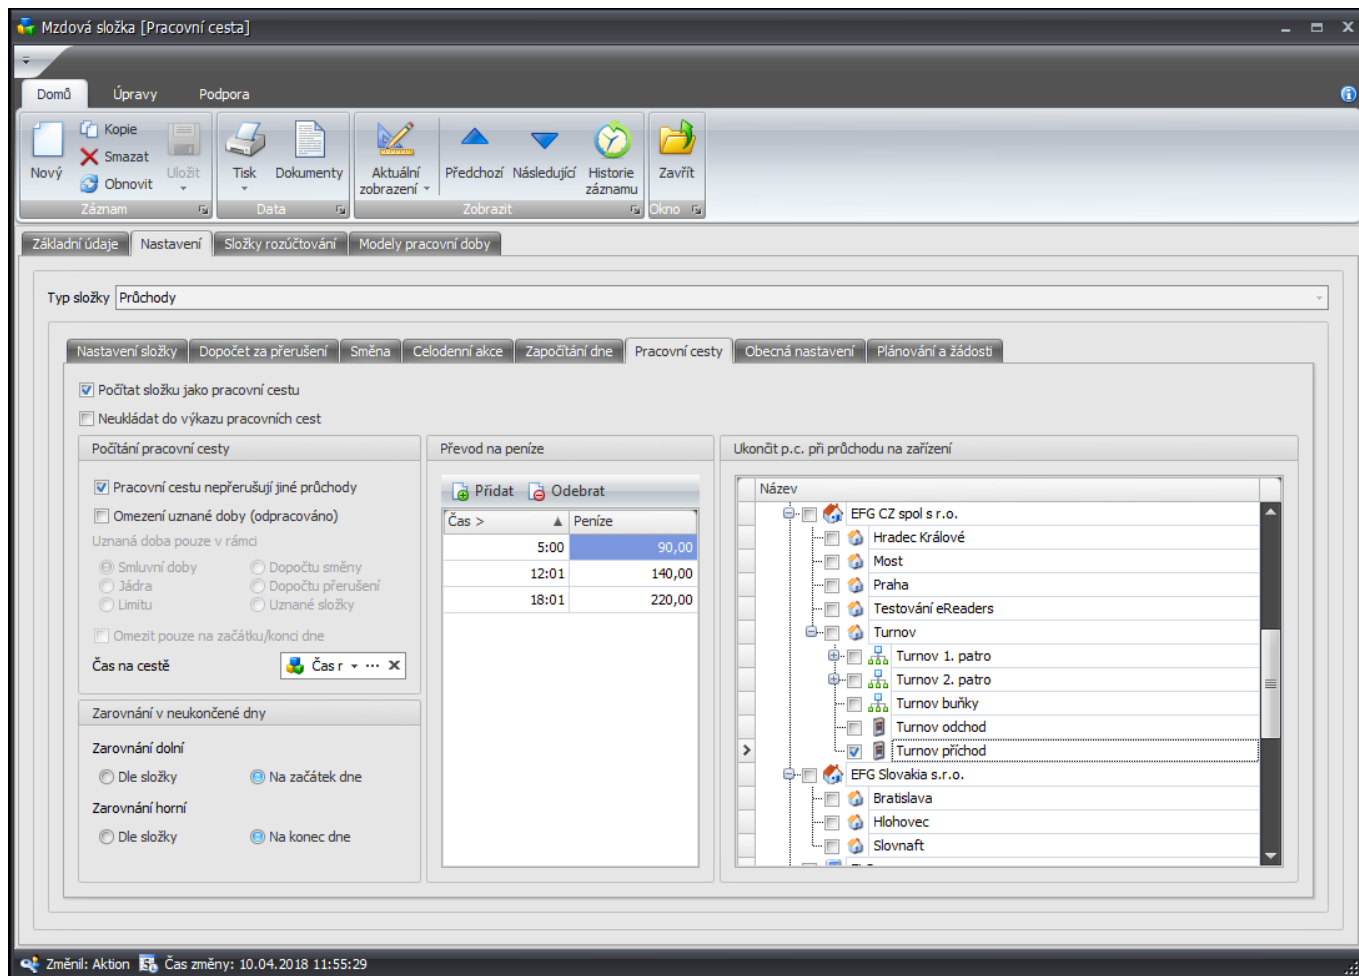 Mzdová složka [Pracovní cesta]
Domů Úpravy Podpora
Nový
Kopie
Smazat
Obnovit
Uložit
Záznam
Tisk
Dokumenty
Data
Aktuální
zobrazení
Předchozí
Následující
Historie
záznamu
Zobrazit
Zavřít
Okno
Základní údaje Nastavení Složky rozúčtování Modely pracovní doby
Typ složky Průchody
Nastavení složky Dopočet za přerušení Směna Celodenní akce Započítání dne Pracovní cesty Obecná nastavení Plánování a žádosti
Počítat složku jako pracovní cestu
Neukládat do výkazu pracovních cest
Počítání pracovní cesty
Pracovní cestu nepřerušují jiné průchody
Omezení uznané doby (odpracováno)
Uznaná doba pouze v rámci
Smluvní doby Dopočtu směny
Jádra Dopočtu přerušení
Limitu Uznané složky
Omezit pouze na začátku/konci dne
Čas na cestě Čas r
Zarovnání v neukončené dny
Zarovnání dolní
Dle složky Na začátek dne
Zarovnání horní
Dle složky Na konec dne
Převod na peníze
Přidat Odebrat
Čas > Peníze
5:00 90,00
12:01 140,00
18:01 220,00
Ukončit p.c. při průchodu na zařízení
Název
EFG CZ spol s r.o.
Hradec Králové
Most
Praha
Testování eReaders
Turnov
Turnov 1. patro
Turnov 2. patro
Turnov buňky
Turnov odchod
Turnov příchod
EFG Slovakia s.r.o.
Bratislava
Hlohovec
Slovnaft
Změnil: Aktion Čas změny: 10.04.2018 11:55:29